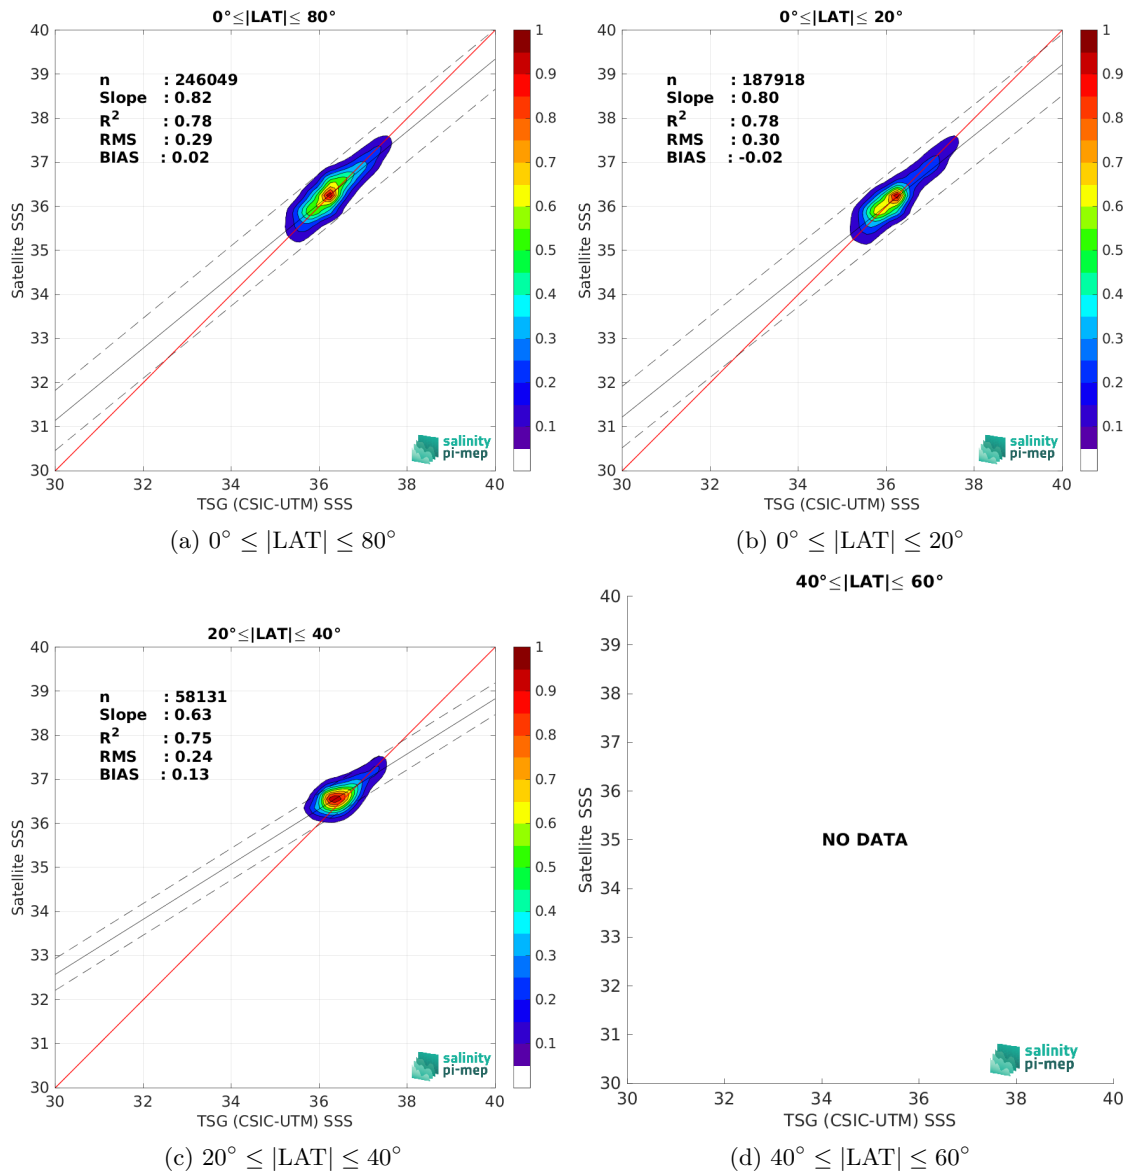 0°≤|LAT|≤ 80°
40
39
38
37
36
35
34
33
32
31
30
Satellite SSS
n : 246049
Slope : 0.82
R² : 0.78
RMS : 0.29
BIAS : 0.02
1
0.9
0.8
0.7
0.6
0.5
0.4
0.3
0.2
0.1
salinity
pi-mep
30 32 34 36 38 40
TSG (CSIC-UTM) SSS
(a) 0° ≤ |LAT| ≤ 80°
0°≤|LAT|≤ 20°
40
39
38
37
36
35
34
33
32
31
30
Satellite SSS
n : 187918
Slope : 0.80
R² : 0.78
RMS : 0.30
BIAS : -0.02
1
0.9
0.8
0.7
0.6
0.5
0.4
0.3
0.2
0.1
salinity
pi-mep
30 32 34 36 38 40
TSG (CSIC-UTM) SSS
(b) 0° ≤ |LAT| ≤ 20°
20°≤|LAT|≤ 40°
40
39
38
37
36
35
34
33
32
31
30
Satellite SSS
n : 58131
Slope : 0.63
R² : 0.75
RMS : 0.24
BIAS : 0.13
1
0.9
0.8
0.7
0.6
0.5
0.4
0.3
0.2
0.1
salinity
pi-mep
30 32 34 36 38 40
TSG (CSIC-UTM) SSS
(c) 20° ≤ |LAT| ≤ 40°
40°≤|LAT|≤ 60°
40
39
38
37
36
35
34
33
32
31
30
Satellite SSS
NO DATA
salinity
pi-mep
30 32 34 36 38 40
TSG (CSIC-UTM) SSS
(d) 40° ≤ |LAT| ≤ 60°